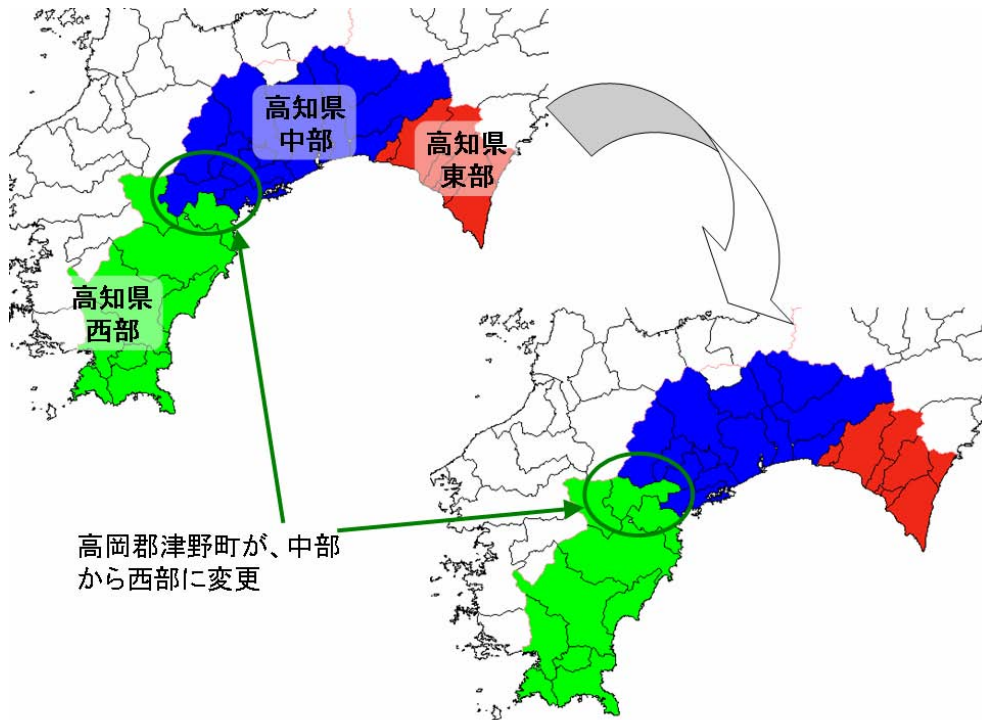 高知県
中部
高知県
東部
高知県
西部
高岡郡津野町が、中部
から西部に変更